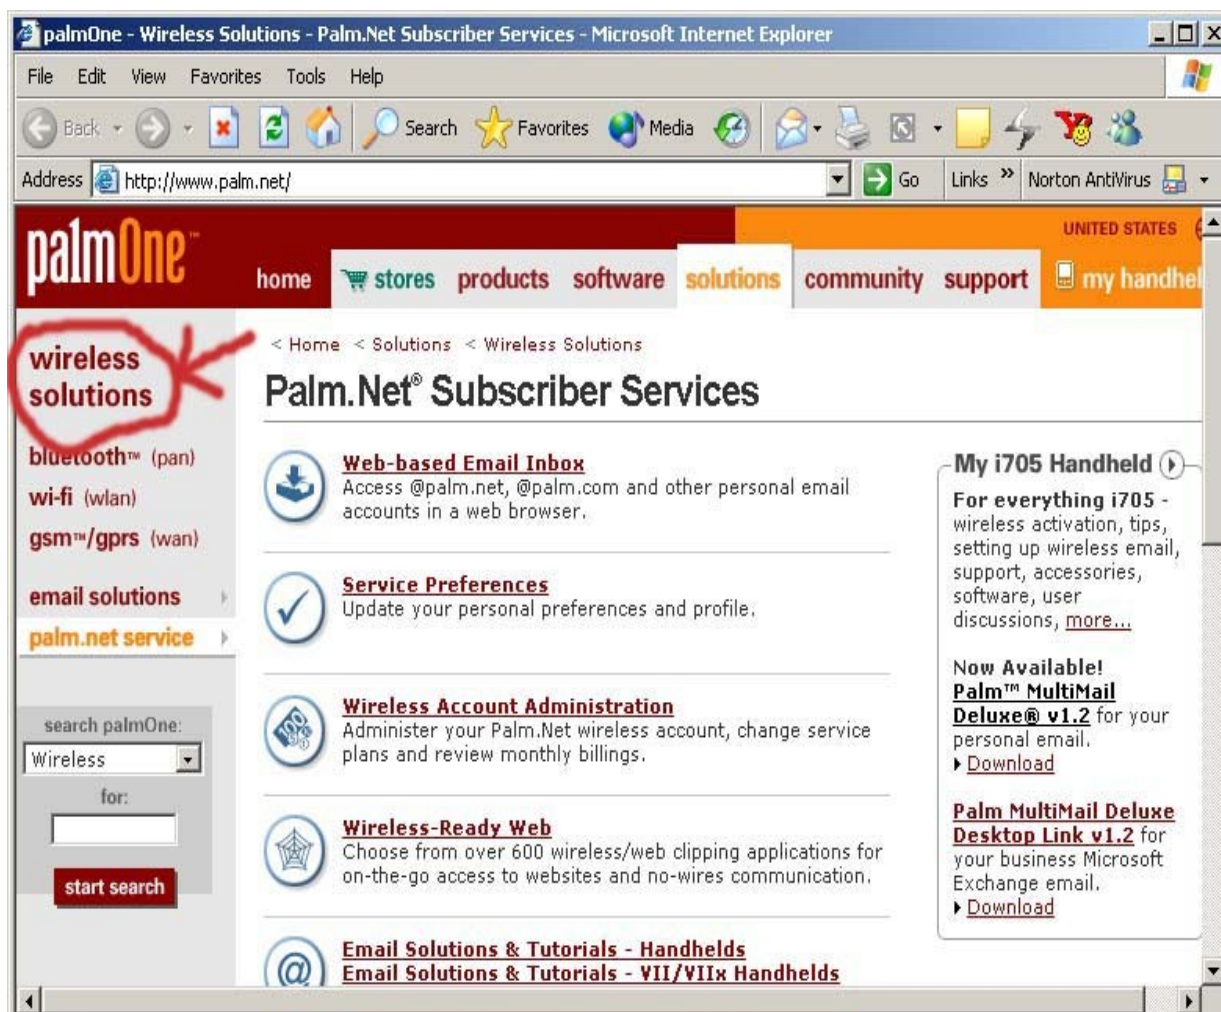 palmOne - Wireless Solutions - Palm.Net Subscriber Services - Microsoft Internet Explorer
File Edit View Favorites Tools Help
Back Search Favorites Media
Address http://www.palm.net/ Go Links » Norton AntiVirus
UNITED STATES
palmOne™
home stores products software solutions community support my handhel
wireless
solutions
bluetooth™ (pan)
wi-fi (wlan)
gsm™/gprs (wan)
email solutions
palm.net service
search palmOne:
Wireless
for:
start search
< Home < Solutions < Wireless Solutions
Palm.Net® Subscriber Services
Web-based Email Inbox
Access @palm.net, @palm.com and other personal email
accounts in a web browser.
Service Preferences
Update your personal preferences and profile.
Wireless Account Administration
Administer your Palm.Net wireless account, change service
plans and review monthly billings.
Wireless-Ready Web
Choose from over 600 wireless/web clipping applications for
on-the-go access to websites and no-wires communication.
@
Email Solutions & Tutorials - Handhelds
Email Solutions & Tutorials - VII/VIIx Handhelds
My i705 Handheld
For everything i705 -
wireless activation, tips,
setting up wireless email,
support, accessories,
software, user
discussions, more...
Now Available!
Palm™ MultiMail
Deluxe® v1.2 for your
personal email.
Download
Palm MultiMail Deluxe
Desktop Link v1.2 for
your business Microsoft
Exchange email.
Download